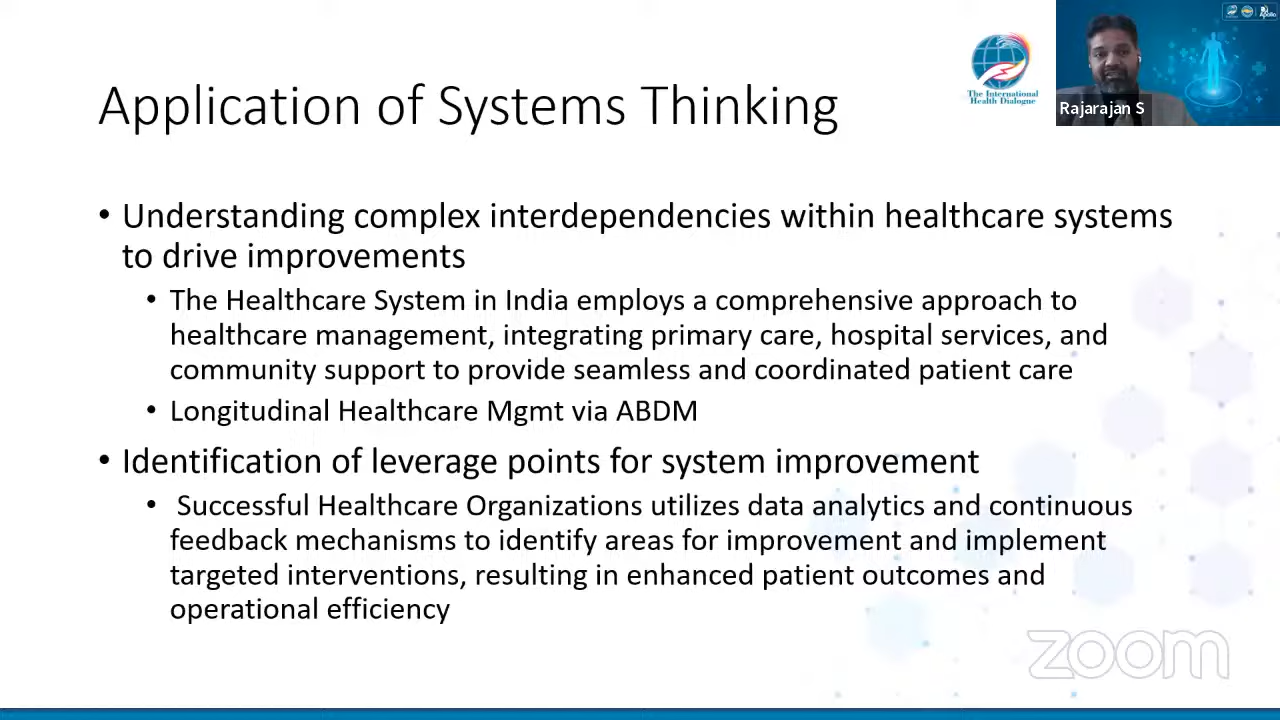 Application of Systems Thinking
The International
Health Dialogue
Apollo
Rajarajan S
• Understanding complex interdependencies within healthcare systems
to drive improvements
• The Healthcare System in India employs a comprehensive approach to
healthcare management, integrating primary care, hospital services, and
community support to provide seamless and coordinated patient care
• Longitudinal Healthcare Mgmt via ABDM
• Identification of leverage points for system improvement
• Successful Healthcare Organizations utilizes data analytics and continuous
feedback mechanisms to identify areas for improvement and implement
targeted interventions, resulting in enhanced patient outcomes and
operational efficiency
zoom